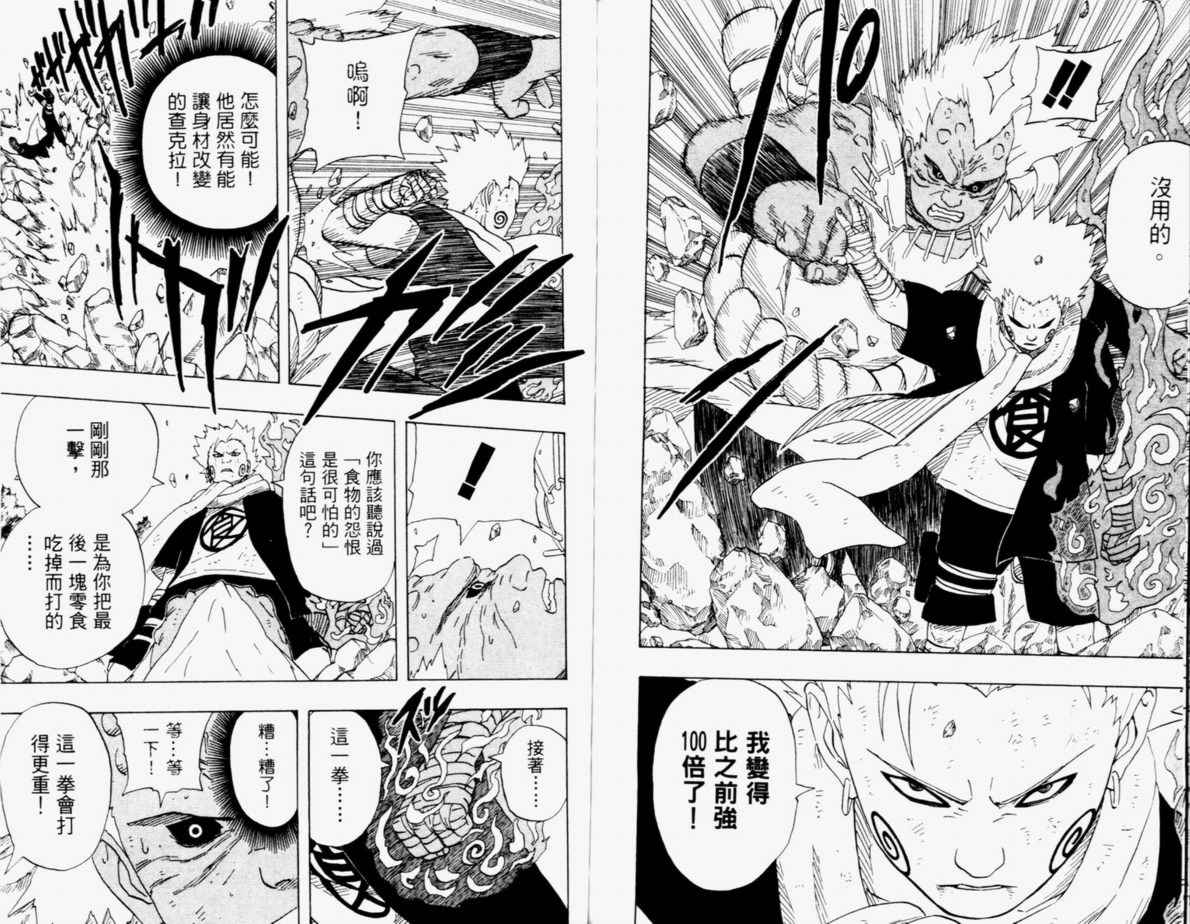 !!
沒用的。
我變得
比之前強
100倍了！
嗚啊！
怎麼可能！
他居然有能
讓身材改變
的查克拉！
！
你應該聽說過
「食物的怨恨
是很可怕的」
這句話吧？
剛剛那
一擊，
是為你把最
後一塊零食
吃掉而打的
……
食
食
接著……
這一拳……
糟…糟了！
等…等
一下！
這一拳會打
得更重！